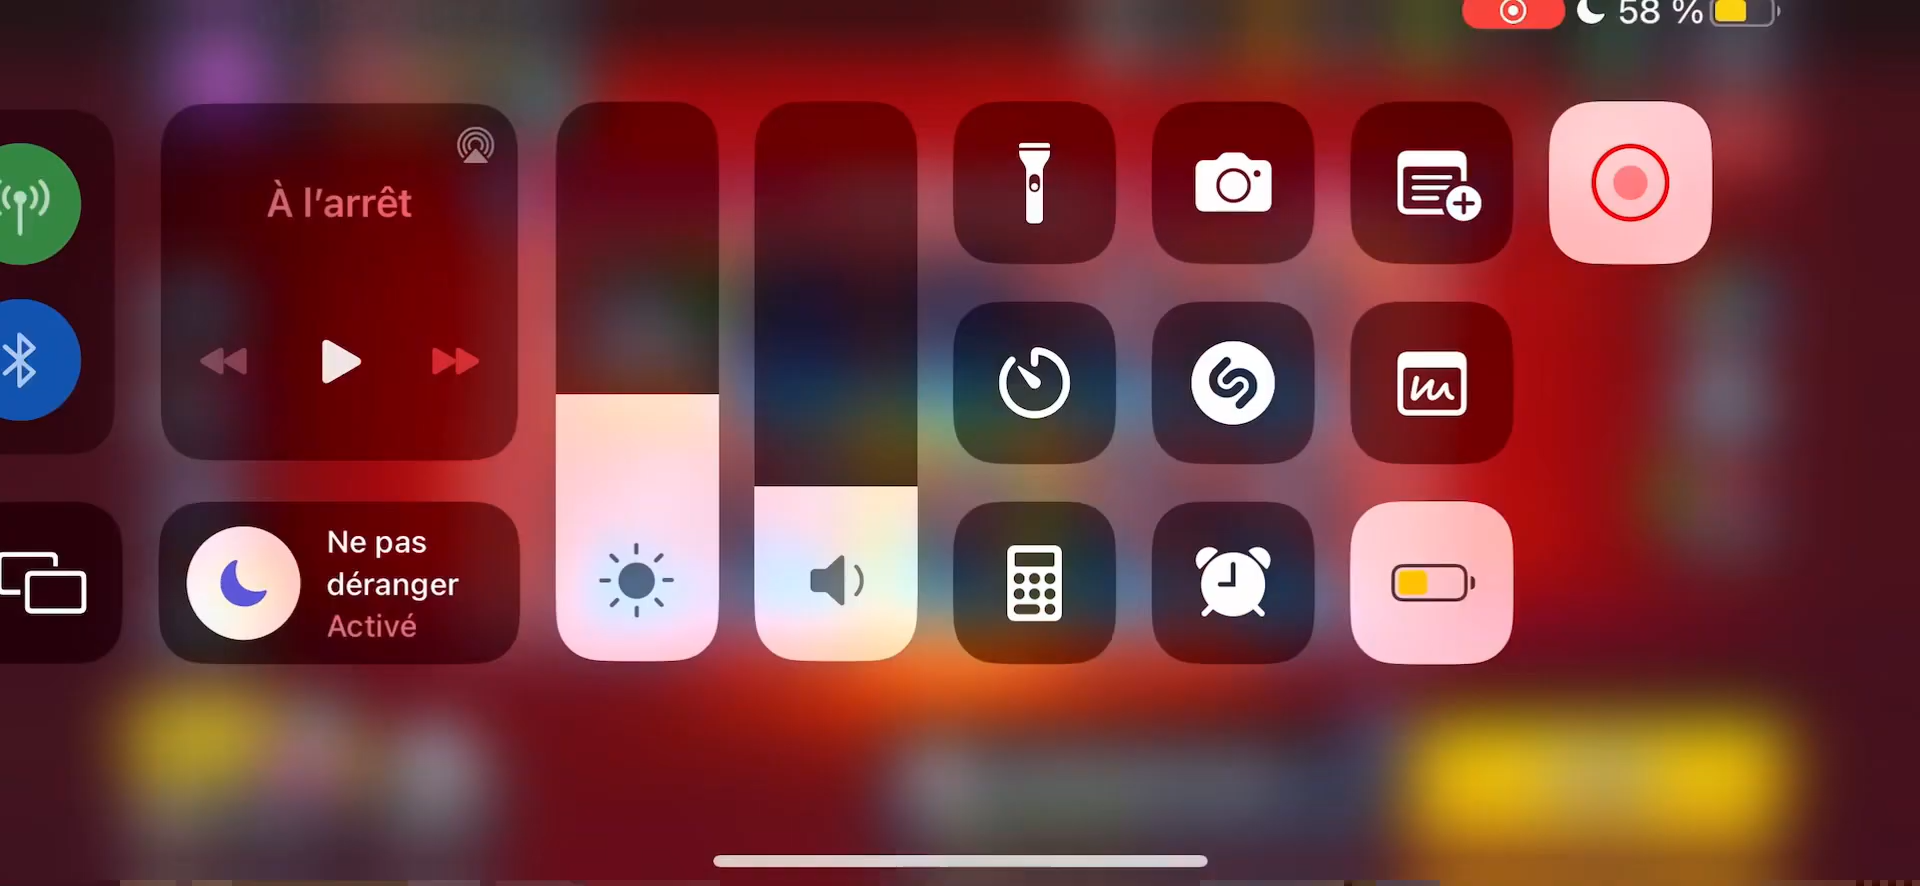 58 %
À l’arrêt
Ne pas
déranger
Activé